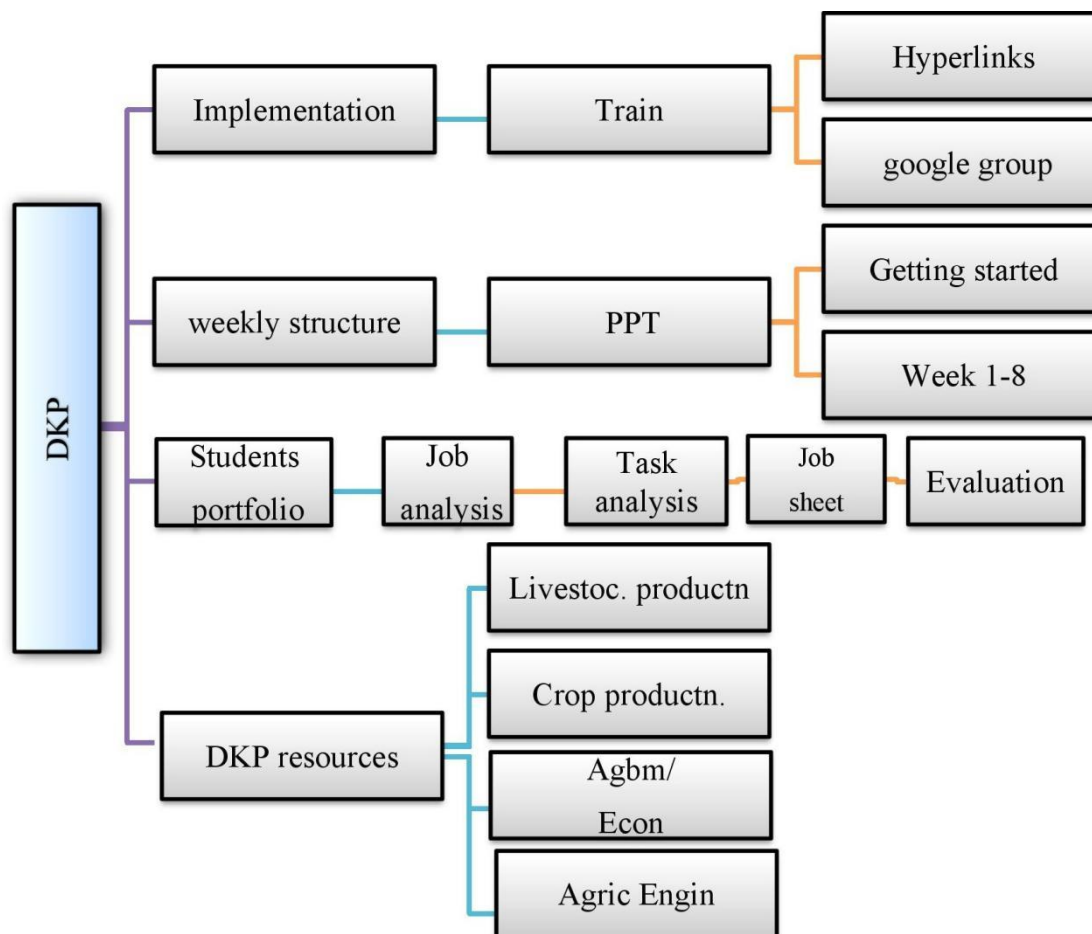 DKP
Implementation
Train
Hyperlinks
google group
weekly structure
PPT
Getting started
Week 1-8
Students
portfolio
Job
analysis
Task
analysis
Job
sheet
Evaluation
DKP resources
Livestoc. productn
Crop productn.
Agbm/
Econ
Agric Engin